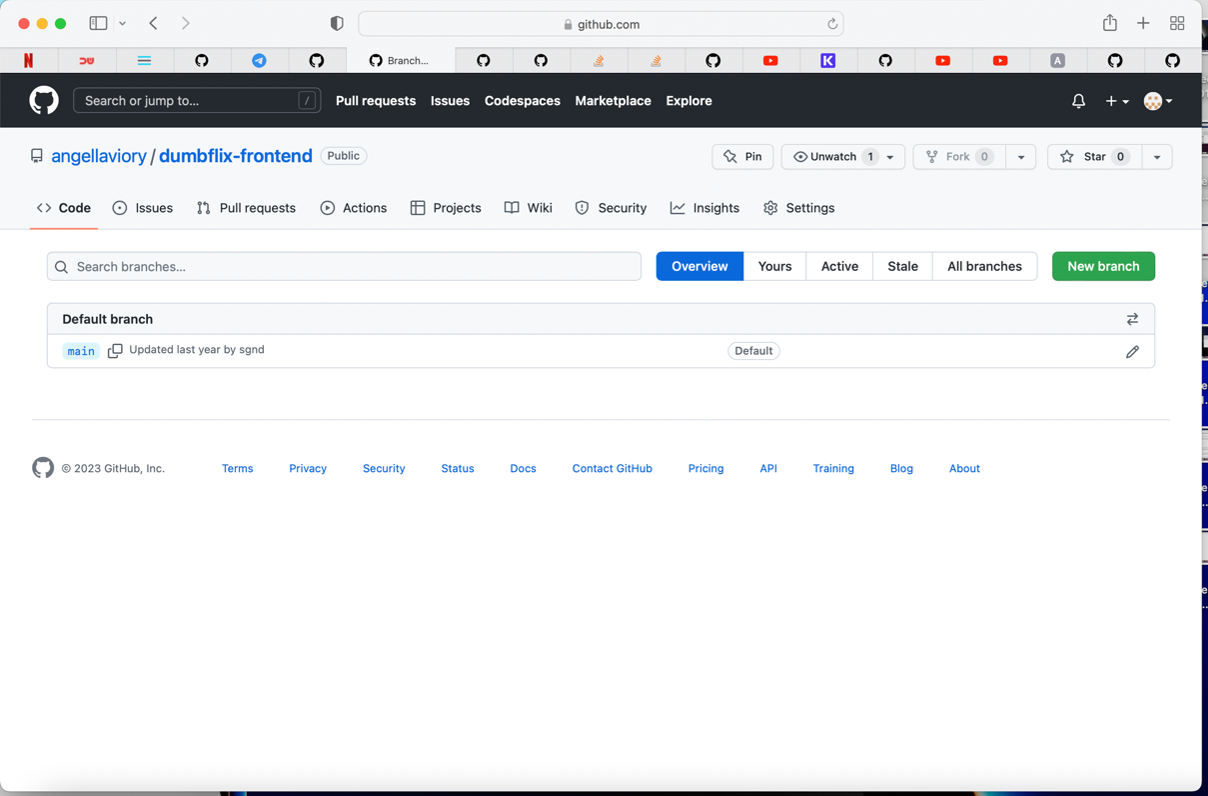 github.com
Branch...
Search or jump to... /
Pull requests Issues Codespaces Marketplace Explore
angellaviory / dumbflix-frontend Public
Pin Unwatch 1 Fork 0 Star 0
Code Issues Pull requests Actions Projects Wiki Security Insights Settings
Search branches...
Overview Yours Active Stale All branches New branch
Default branch
main Updated last year by sgnd Default
© 2023 GitHub, Inc. Terms Privacy Security Status Docs Contact GitHub Pricing API Training Blog About